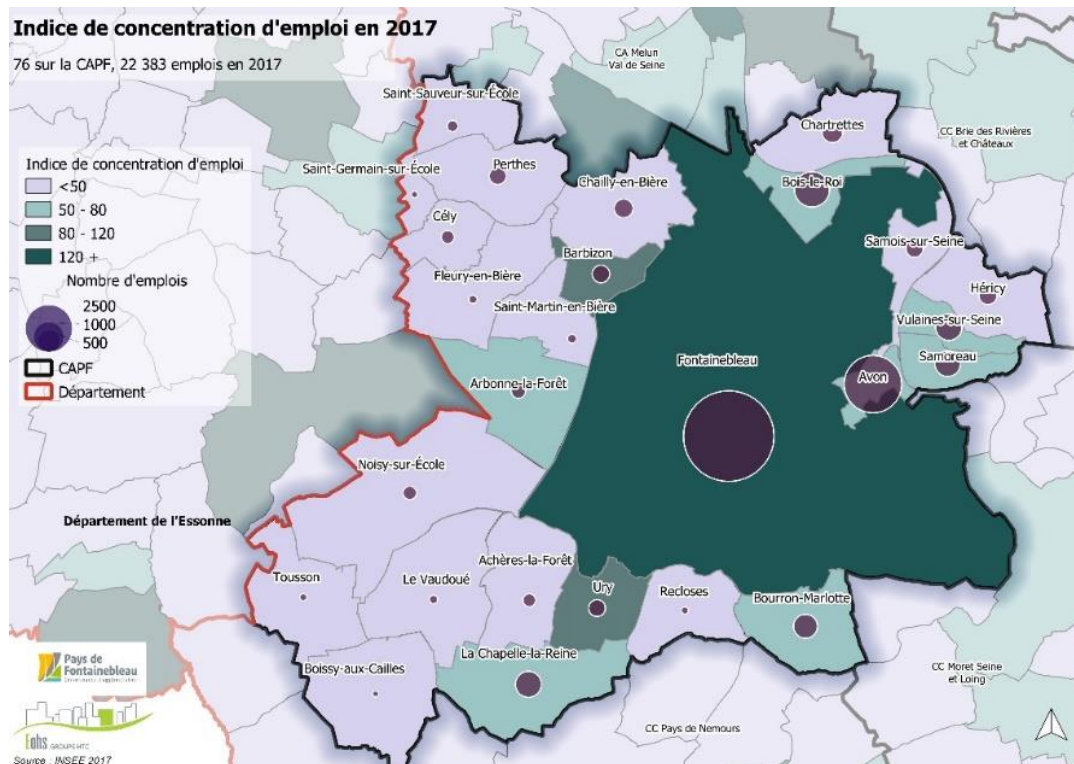 Indice de concentration d'emploi en 2017
76 sur la CAPF, 22 383 emplois en 2017
CA Melun
Val de Seine
Saint-Sauveur-sur-École
Chartrettes
CC Brie des Rivières
et Châteaux
Indice de concentration d'emploi
<50
50 - 80
80 - 120
120 +
Nombre d'emplois
2500
1000
500
CAPF
Département
Saint-Germain-sur-École
Perthes
Chailly-en-Bière
Bois-le-Roi
Cély
Barbizon
Samois-sur-Seine
Fleury-en-Bière
Saint-Martin-en-Bière
Héricy
Vulaines-sur-Seine
Samoreau
Fontainebleau
Avon
Arbonne-la-Forêt
Noisy-sur-École
Département de l'Essonne
Achères-la-Forêt
Tousson
Le Vaudoué
Ury
Recloses
Bourron-Marlotte
La Chapelle-la-Reine
Boissy-aux-Cailles
CC Moret Seine
et Loing
CC Pays de Nemours
Pays de
Fontainebleau
Eohs GROUPE HTC
Source : INSEE 2017